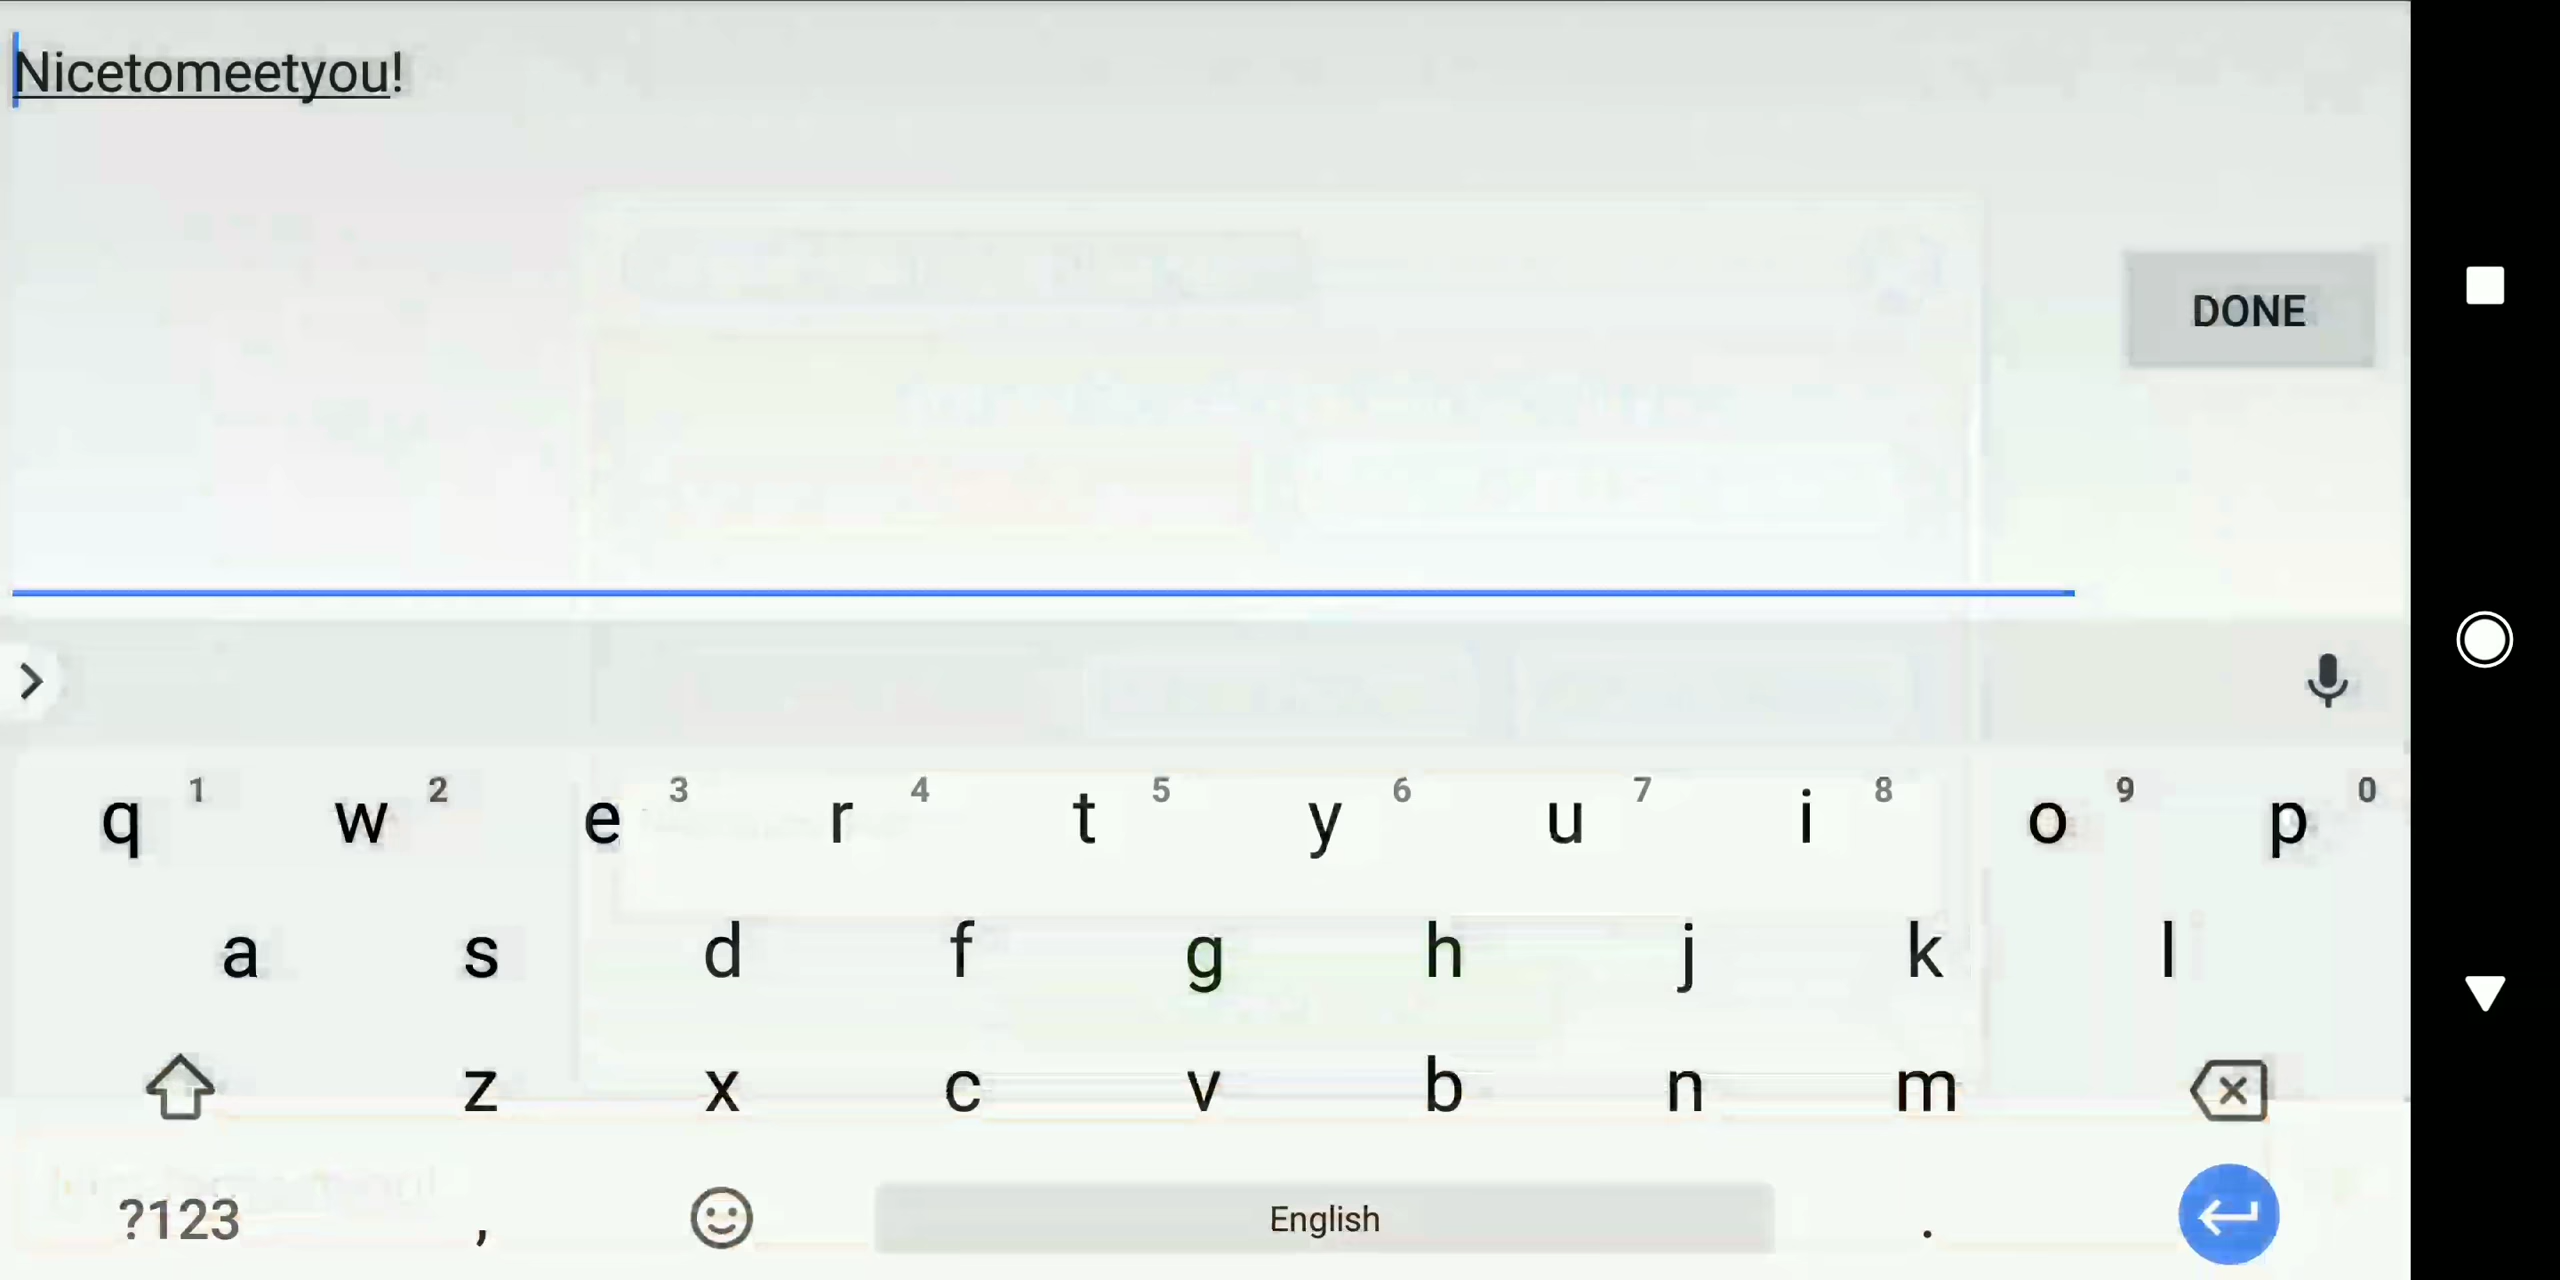 Nicetomeetyou!
DONE
q 1 w 2 e 3 r 4 t 5 y 6 u 7 i 8 o 9 p 0
a s d f g h j k l
z x c v b n m
?123 , English .